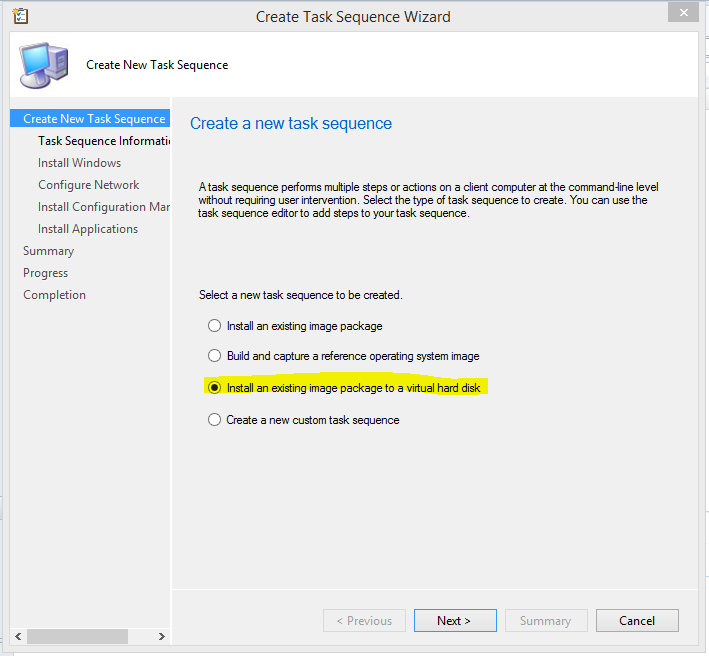 Create Task Sequence Wizard
Create New Task Sequence
Create New Task Sequence
Task Sequence Informati
Install Windows
Configure Network
Install Configuration Mar
Install Applications
Summary
Progress
Completion
Create a new task sequence
A task sequence performs multiple steps or actions on a client computer at the command-line level
without requiring user intervention. Select the type of task sequence to create. You can use the
task sequence editor to add steps to your task sequence.
Select a new task sequence to be created.
Install an existing image package
Build and capture a reference operating system image
Install an existing image package to a virtual hard disk
Create a new custom task sequence
< Previous
Next >
Summary
Cancel